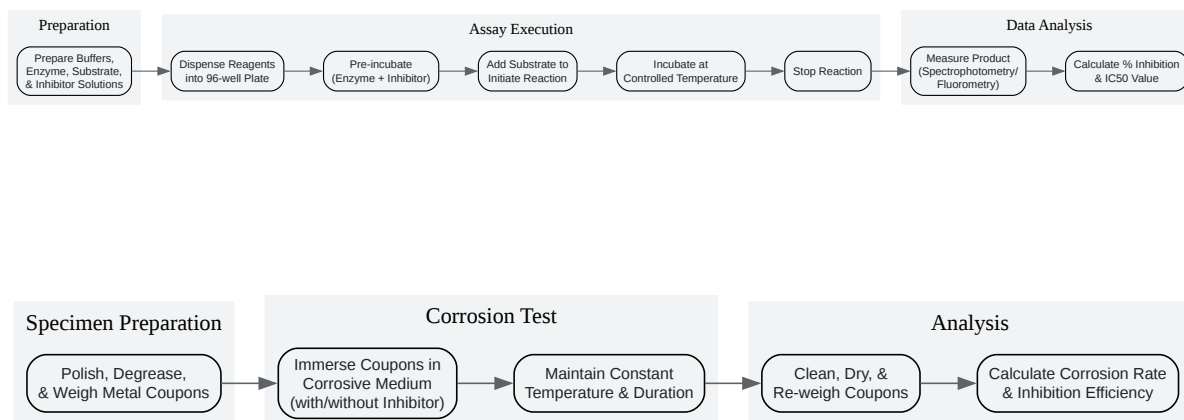 Preparation
Prepare Buffers,
Enzyme, Substrate,
& Inhibitor Solutions
Assay Execution
Dispense Reagents
into 96-well Plate
Pre-incubate
(Enzyme + Inhibitor)
Add Substrate to
Initiate Reaction
Incubate at
Controlled Temperature
Stop Reaction
Data Analysis
Measure Product
(Spectrophotometry/
Fluorometry)
Calculate % Inhibition
& IC50 Value
Specimen Preparation
Polish, Degrease,
& Weigh Metal Coupons
Corrosion Test
Immerse Coupons in
Corrosive Medium
(with/without Inhibitor)
Maintain Constant
Temperature & Duration
Analysis
Clean, Dry, &
Re-weigh Coupons
Calculate Corrosion Rate
& Inhibition Efficiency